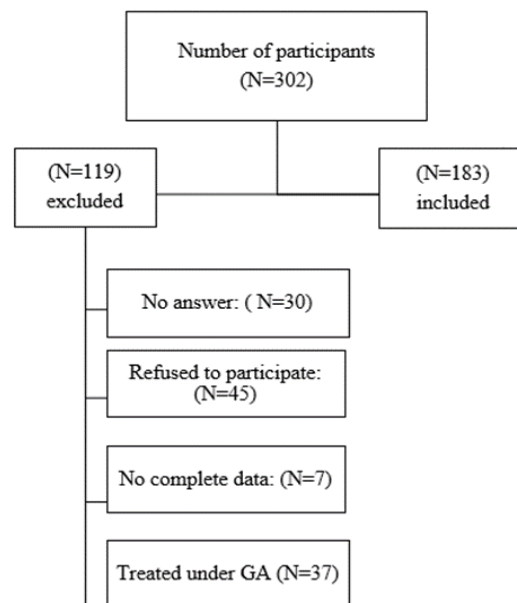 Number of participants
(N=302)
(N=119)
excluded
(N=183)
included
No answer: ( N=30)
Refused to participate:
(N=45)
No complete data: (N=7)
Treated under GA (N=37)